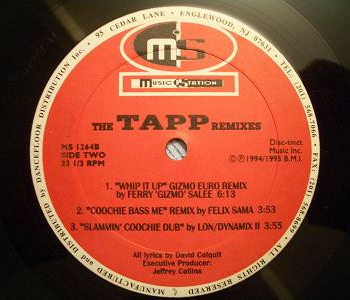 MANUFACTURED AND DISTRIBUTED BY DANCEFLOOR DISTRIBUTION INC. • 95 CEDAR LANE • ENGLEWOOD, NJ 07631 • TEL: (201) 568-7066 • FAX: (201) 568-8699 • ALL RIGHTS RESERVED
MS
MUSIC STATION
THE TAPP REMIXES
MS 1264B
SIDE TWO
33 1/3 RPM
Disc-tinct
Music Inc.
©℗1994/1995 B.M.I.
1. "WHIP IT UP" GIZMO EURO REMIX
by FERRY 'GIZMO' SALEE 6:10
2. "COOCHIE BASS ME" REMIX by FELIX SAMA 3:53
3. "SLAMMIN' COOCHIE DUB" by LON/DYNAMIX II 3:55
All lyrics by David Colquit
Executive Producer:
Jeffrey Collins